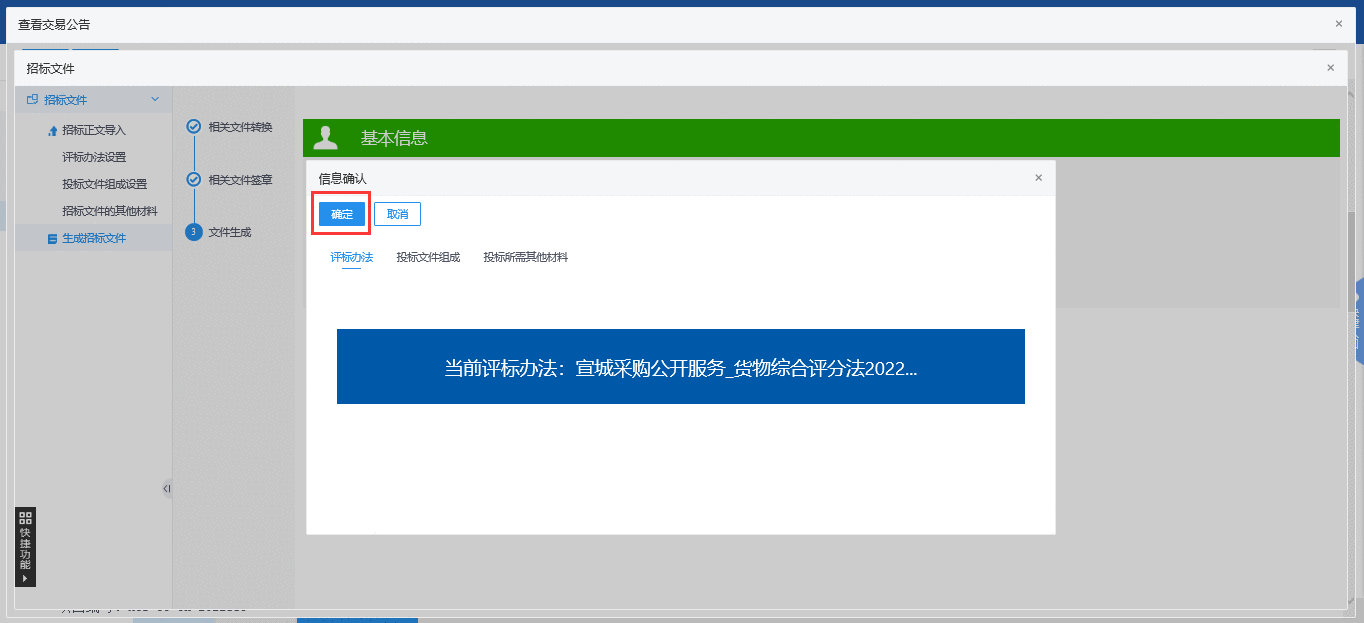 查看交易公告
招标文件
招标文件
招标正文导入
评标办法设置
投标文件组成设置
招标文件的其他材料
生成招标文件
相关文件转换
相关文件签章
3 文件生成
基本信息
信息确认
确定 取消
评标办法 投标文件组成 投标所需其他材料
当前评标办法：宣城采购公开服务_货物综合评分法2022...
快捷功能